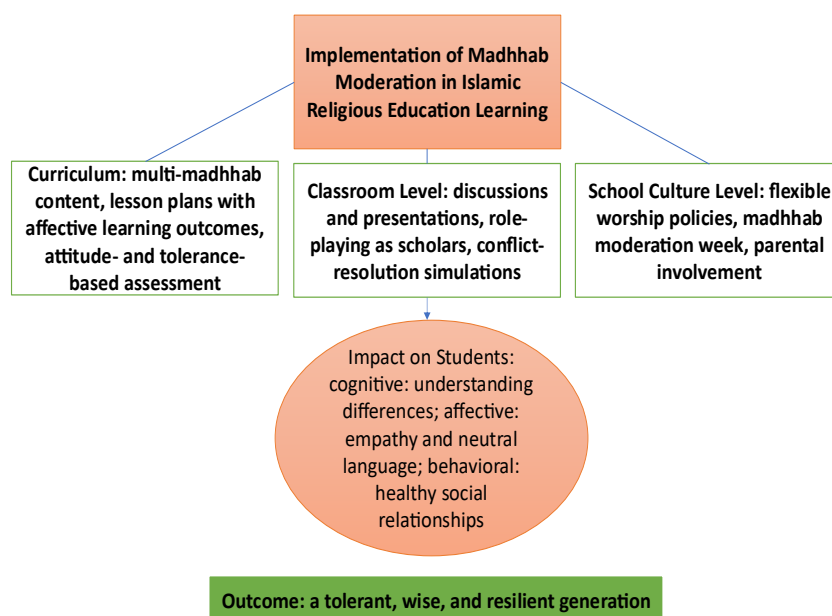 Implementation of Madhhab
Moderation in Islamic
Religious Education Learning
Curriculum: multi-madhhab
content, lesson plans with
affective learning outcomes,
attitude- and tolerance-
based assessment
Classroom Level: discussions
and presentations, role-
playing as scholars, conflict-
resolution simulations
School Culture Level: flexible
worship policies, madhhab
moderation week, parental
involvement
Impact on Students:
cognitive: understanding
differences; affective:
empathy and neutral
language; behavioral:
healthy social
relationships
Outcome: a tolerant, wise, and resilient generation